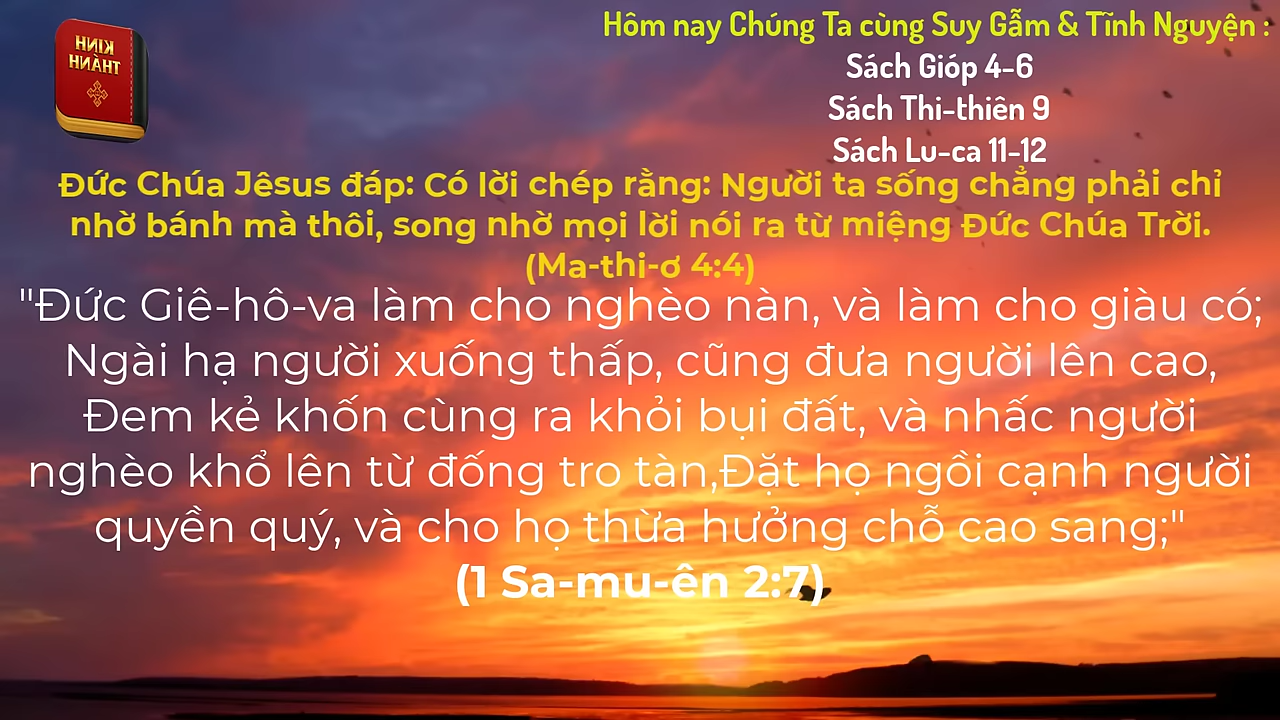 KINH
THÁNH
Hôm nay Chúng Ta cùng Suy Gẫm & Tĩnh Nguyện :
Sách Gióp 4-6
Sách Thi-thiên 9
Sách Lu-ca 11-12
Đức Chúa Jêsus đáp: Có lời chép rằng: Người ta sống chẳng phải chỉ
nhờ bánh mà thôi, song nhờ mọi lời nói ra từ miệng Đức Chúa Trời.
(Ma-thi-ơ 4:4)
"Đức Giê-hô-va làm cho nghèo nàn, và làm cho giàu có;
Ngài hạ người xuống thấp, cũng đưa người lên cao,
Đem kẻ khốn cùng ra khỏi bụi đất, và nhấc người
nghèo khổ lên từ đống tro tàn,Đặt họ ngồi cạnh người
quyền quý, và cho họ thừa hưởng chỗ cao sang;"
(1 Sa-mu-ên 2:7)